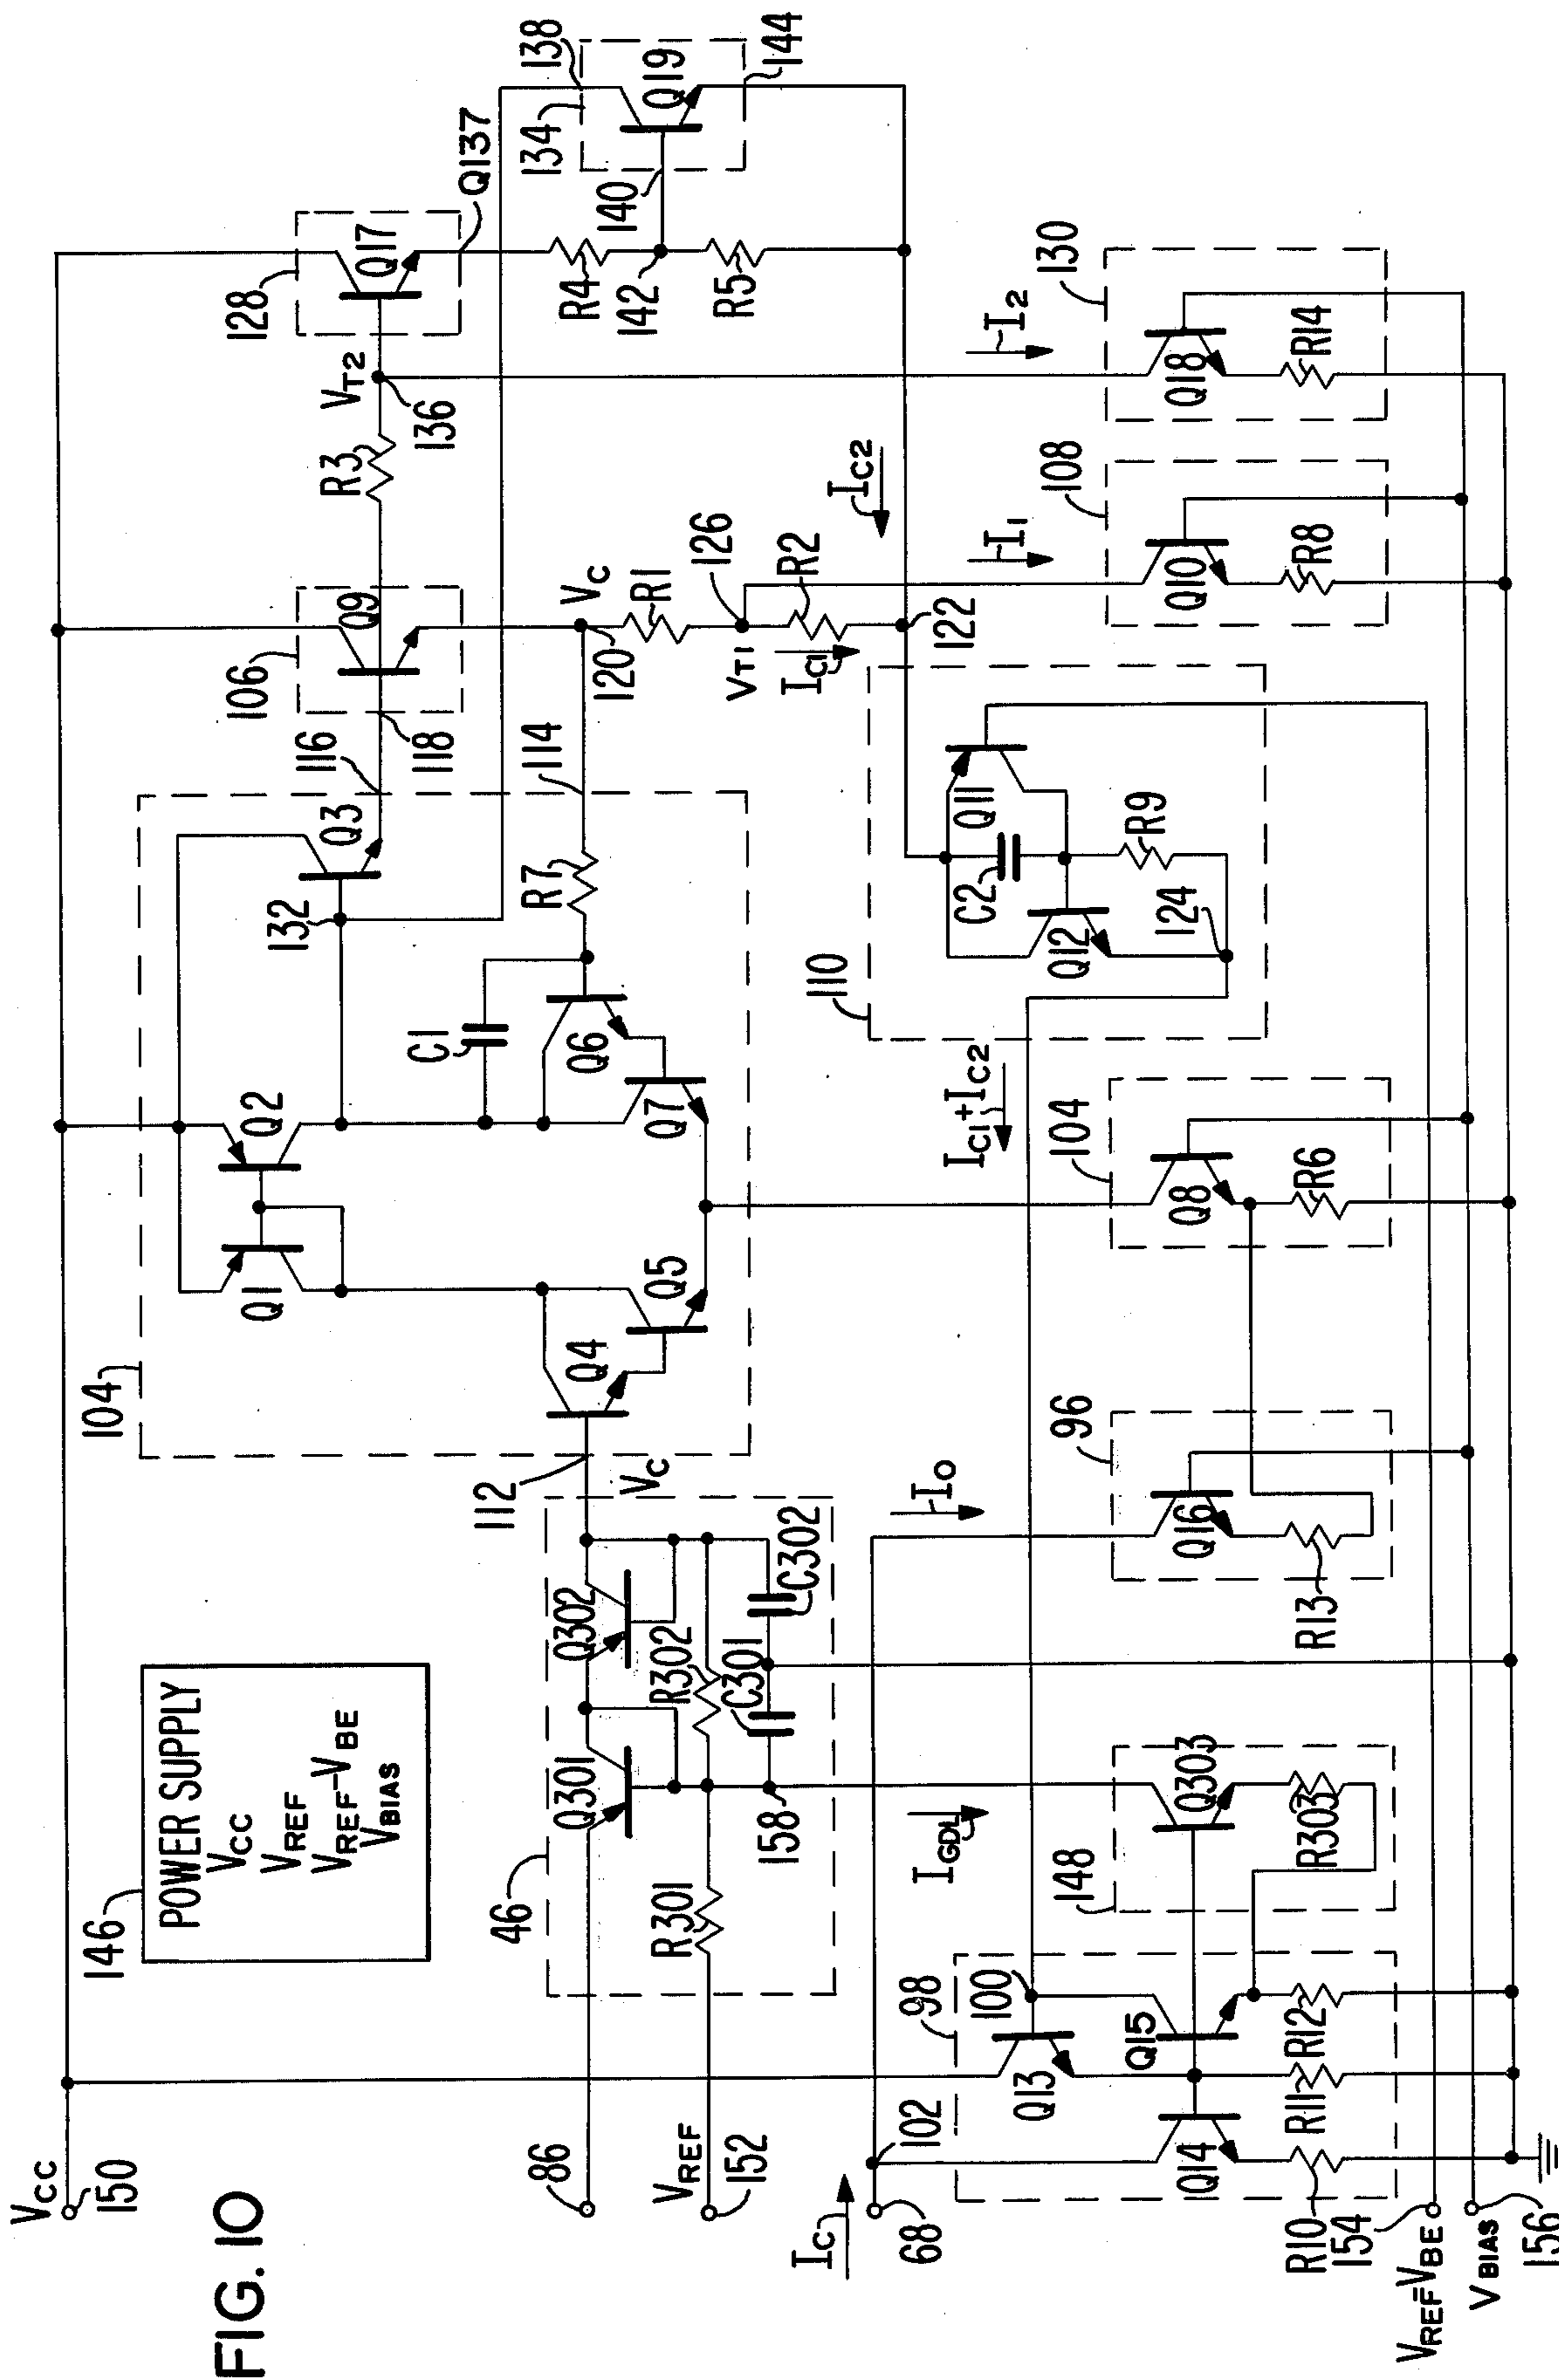 FIG. 10
VCC
150
146
POWER SUPPLY
VCC
VREF
VREF-VBE
VBIAS
104
Q1
Q2
132
Q3
116
106
Q9
118
R3
VT2
136
128
Q17
Q137
134
138
Q19
140
144
R4
142
R5
C1
R7
114
Q4
Q5
Q6
Q7
VC
120
R1
126
VT1
R2
IC1
122
IC2
112
VC
46
Q301
Q302
R301
R302
C301
C302
158
86
VREF
152
110
Q11
C2
Q12
R9
124
IC1+IC2
IC
68
102
98
100
Q13
Q14
Q15
R10
R11
R12
148
IGDL
Q303
R303
IO
96
Q16
R13
104
Q8
R6
I1
108
Q10
R8
I2
130
Q18
R14
VREF=VBE
154
VBIAS
156